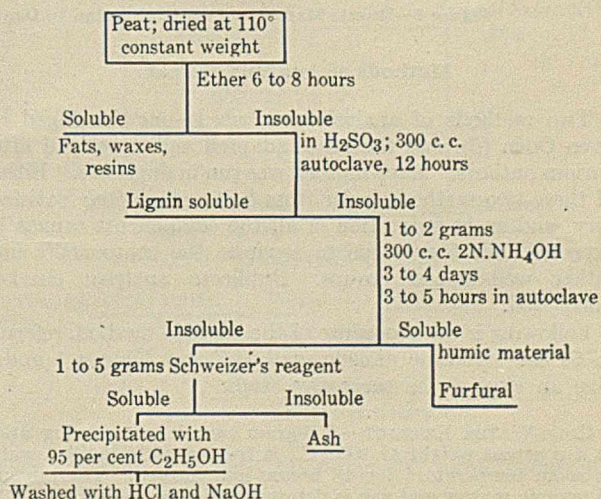 Peat; dried at 110°
constant weight
Ether 6 to 8 hours
Soluble Insoluble
Fats, waxes,
resins
in H₂SO₃; 300 c. c.
autoclave, 12 hours
Lignin soluble Insoluble
1 to 2 grams
300 c. c. 2N.NH₄OH
3 to 4 days
3 to 5 hours in autoclave
Insoluble Soluble
humic material
1 to 5 grams Schweizer's reagent
Furfural
Soluble Insoluble
Precipitated with
95 per cent C₂H₅OH
Ash
Washed with HCl and NaOH